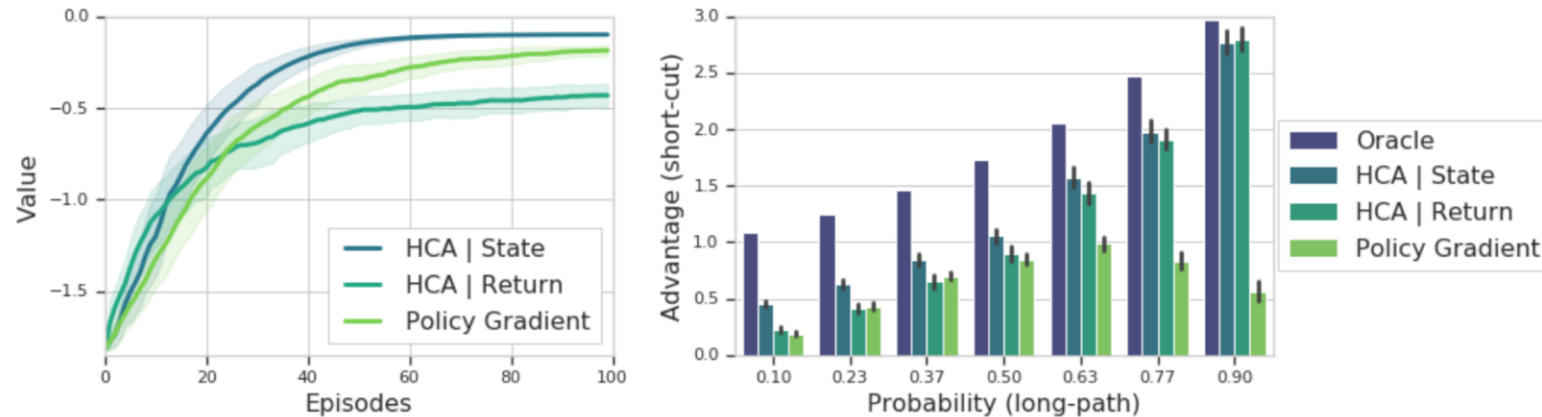 0.0
−0.5
−1.0
−1.5
Value
0 20 40 60 80 100
Episodes
HCA | State
HCA | Return
Policy Gradient
3.0
2.5
2.0
1.5
1.0
0.5
0.0
Advantage (short-cut)
0.10 0.23 0.37 0.50 0.63 0.77 0.90
Probability (long-path)
Oracle
HCA | State
HCA | Return
Policy Gradient